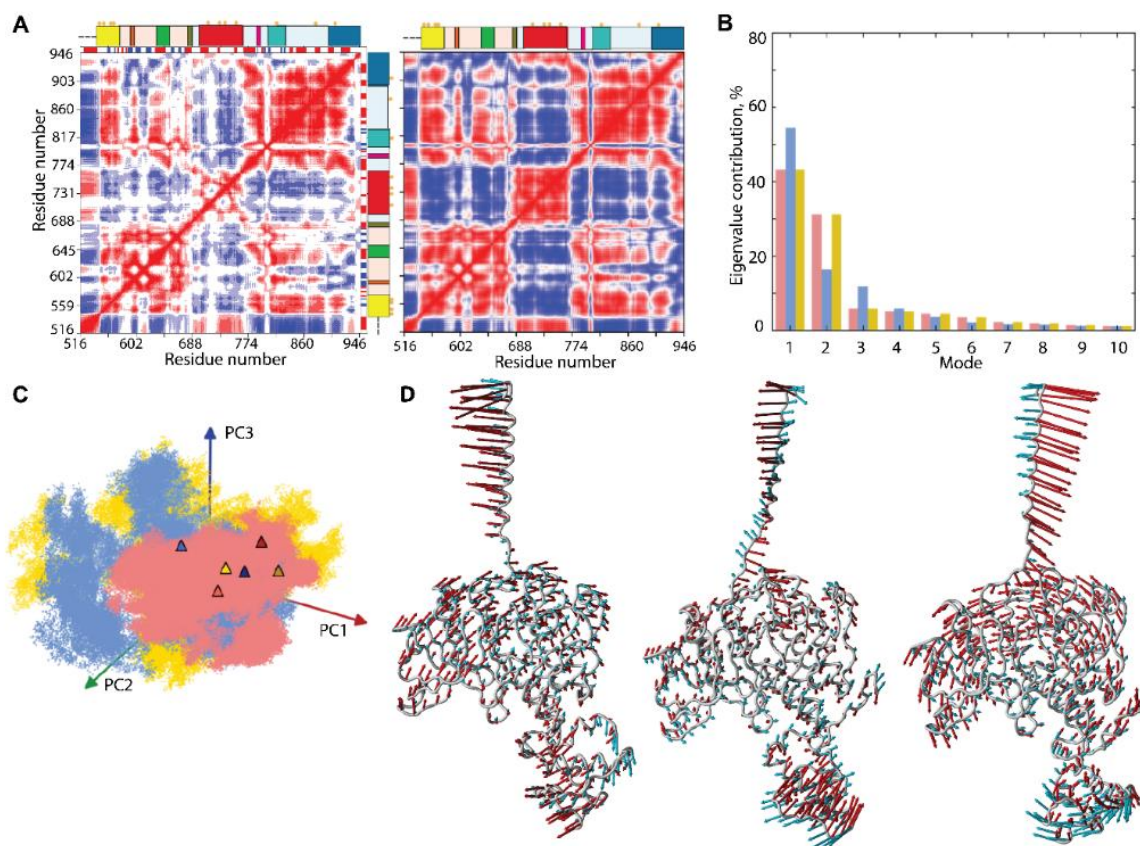 A
B
946
903
860
817
774
731
688
645
602
559
516
Residue number
516 602 688 774 860 946
Residue number
Residue number
516 602 688 774 860 946
Residue number
80
60
40
20
0
Eigenvalue contribution, %
1 2 3 4 5 6 7 8 9 10
Mode
C
D
PC3
PC1
PC2